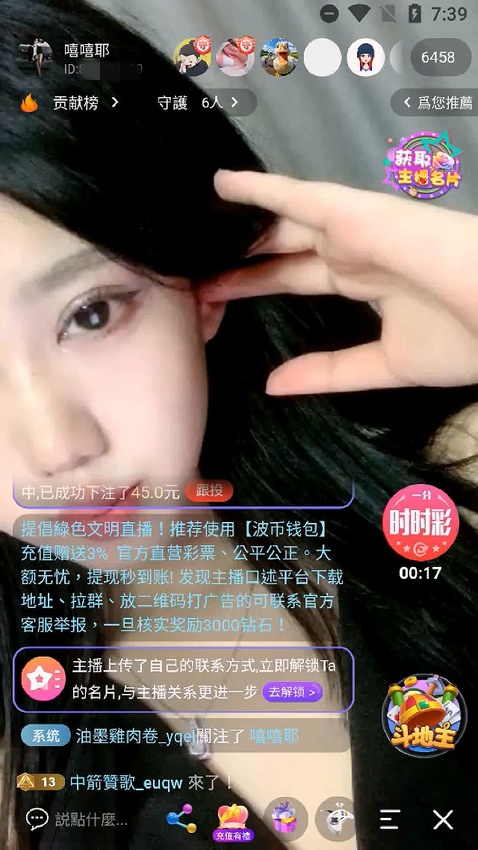 7:39
嘻嘻耶
ID:8
6458
贡献榜 >
守護 6人 >
< 爲您推薦
获取
主播名片
中,已成功下注了45.0元 跟投
提倡綠色文明直播！推荐使用【波币钱包】
充值赠送3% 官方直营彩票、公平公正。大
额无忧，提现秒到账! 发现主播口述平台下载
地址、拉群、放二维码打广告的可联系官方
客服举报，一旦核实奖励3000钻石！
一分
时时彩
00:17
主播上传了自己的联系方式,立即解锁Ta
的名片,与主播关系更进一步 去解锁 >
系统 油墨雞肉卷_yqel關注了 嘻嘻耶
斗地主
13 中箭贊歌_euqw 來了！
説點什麼...
充值有禮